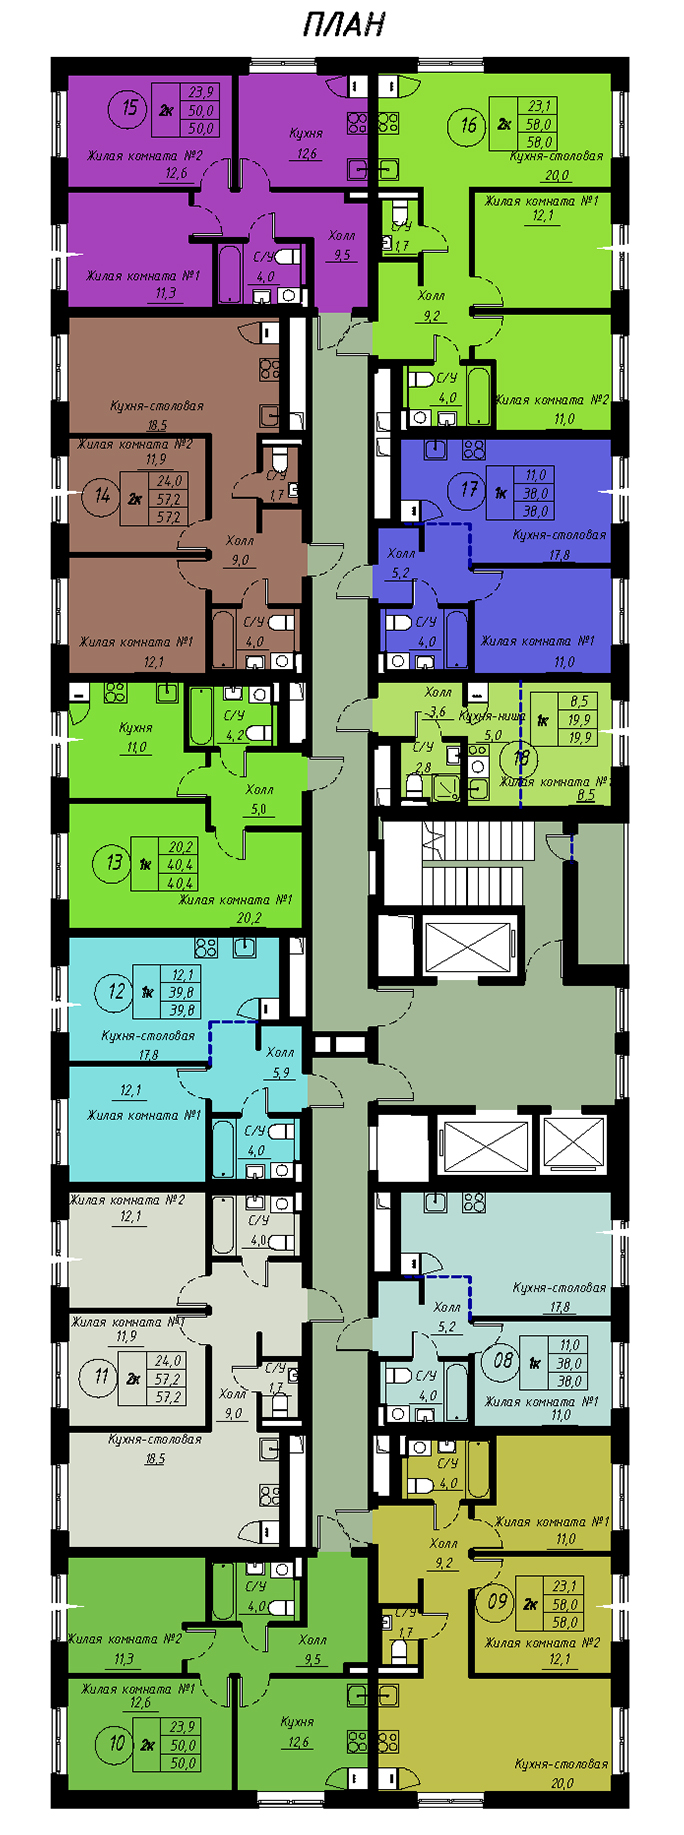 ПЛАН
15
2к
23,9
50,0
50,0
Жилая комната №2
12,6
Кухня
12,6
Жилая комната №1
11,3
С/У
4,0
Холл
9,5
16
2к
23,1
58,0
58,0
Кухня-столовая
20,0
С/У
1,7
Жилая комната №1
12,1
Холл
9,2
С/У
4,0
Жилая комната №2
11,0
Кухня-столовая
18,5
Жилая комната №2
11,9
14
2к
24,0
57,2
57,2
С/У
1,7
Холл
9,0
Жилая комната №1
12,1
С/У
4,0
17
1к
11,0
38,0
38,0
Кухня-столовая
17,8
Холл
5,2
С/У
4,0
Жилая комната №1
11,0
Кухня
11,0
С/У
4,2
Холл
5,0
13
1к
20,2
40,4
40,4
Жилая комната №1
20,2
Холл
3,6
Кухня-ниша
5,0
1к
8,5
19,9
19,9
18
С/У
2,8
Жилая комната №
8,5
12
1к
12,1
39,8
39,8
Кухня-столовая
17,8
Холл
5,9
12,1
Жилая комната №1
С/У
4,0
Жилая комната №2
12,1
С/У
4,0
Жилая комната №1
11,9
11
2к
24,0
57,2
57,2
С/У
1,7
Холл
9,0
Кухня-столовая
18,5
Кухня-столовая
17,8
Холл
5,2
08
1к
11,0
38,0
38,0
С/У
4,0
Жилая комната №1
11,0
С/У
4,0
Жилая комната №1
11,0
Холл
9,2
09
2к
23,1
58,0
58,0
С/У
1,7
Жилая комната №2
12,1
Кухня-столовая
20,0
С/У
4,0
Жилая комната №2
11,3
Холл
9,5
Жилая комната №1
12,6
10
2к
23,9
50,0
50,0
Кухня
12,6